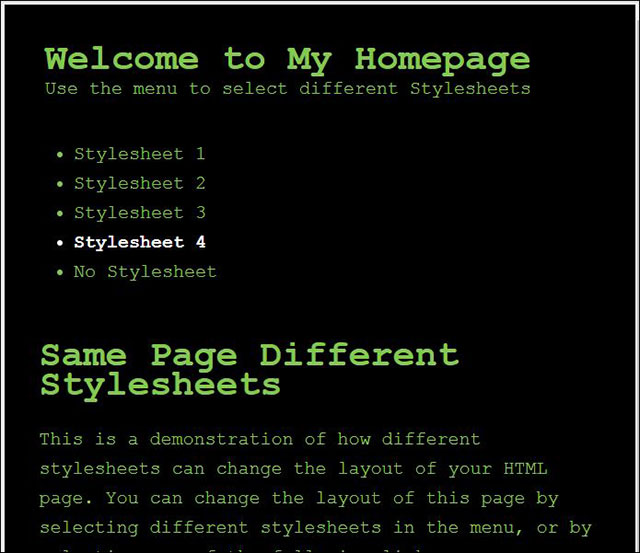 Welcome to My Homepage
Use the menu to select different Stylesheets
• Stylesheet 1
• Stylesheet 2
• Stylesheet 3
• Stylesheet 4
• No Stylesheet
Same Page Different
Stylesheets
This is a demonstration of how different
stylesheets can change the layout of your HTML
page. You can change the layout of this page by
selecting different stylesheets in the menu, or by